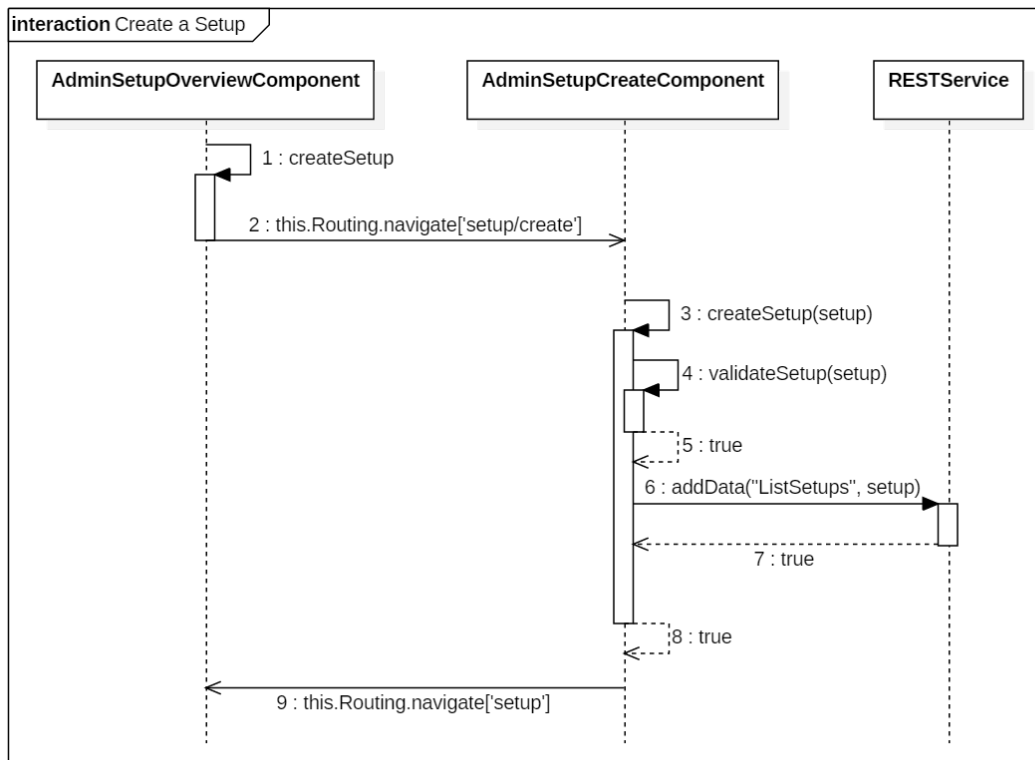 interaction Create a Setup
AdminSetupOverviewComponent
AdminSetupCreateComponent
RESTService
1 : createSetup
2 : this.Routing.navigate['setup/create']
3 : createSetup(setup)
4 : validateSetup(setup)
5 : true
6 : addData("ListSetups", setup)
7 : true
8 : true
9 : this.Routing.navigate['setup']